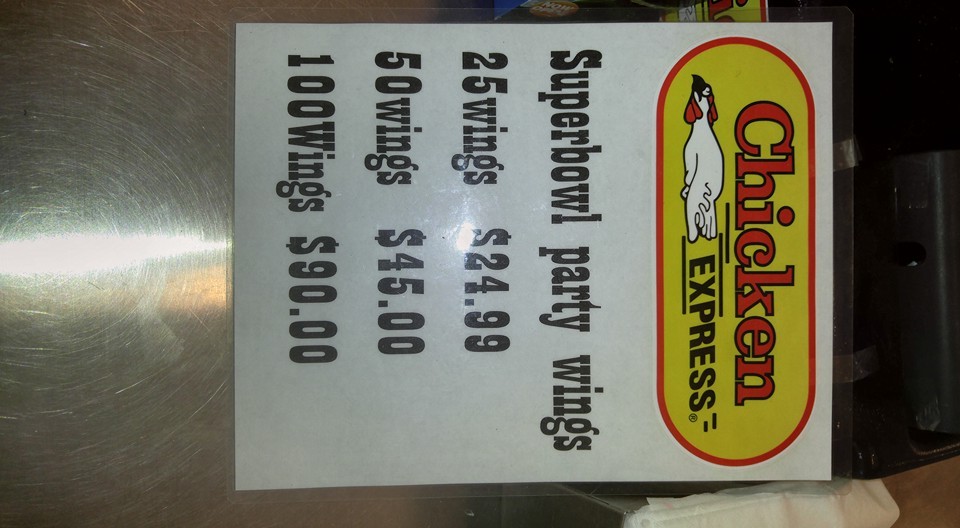 Chicken
EXPRESS®
Superbowl party wings
25wings $24.99
50wings $45.00
100Wings $90.00